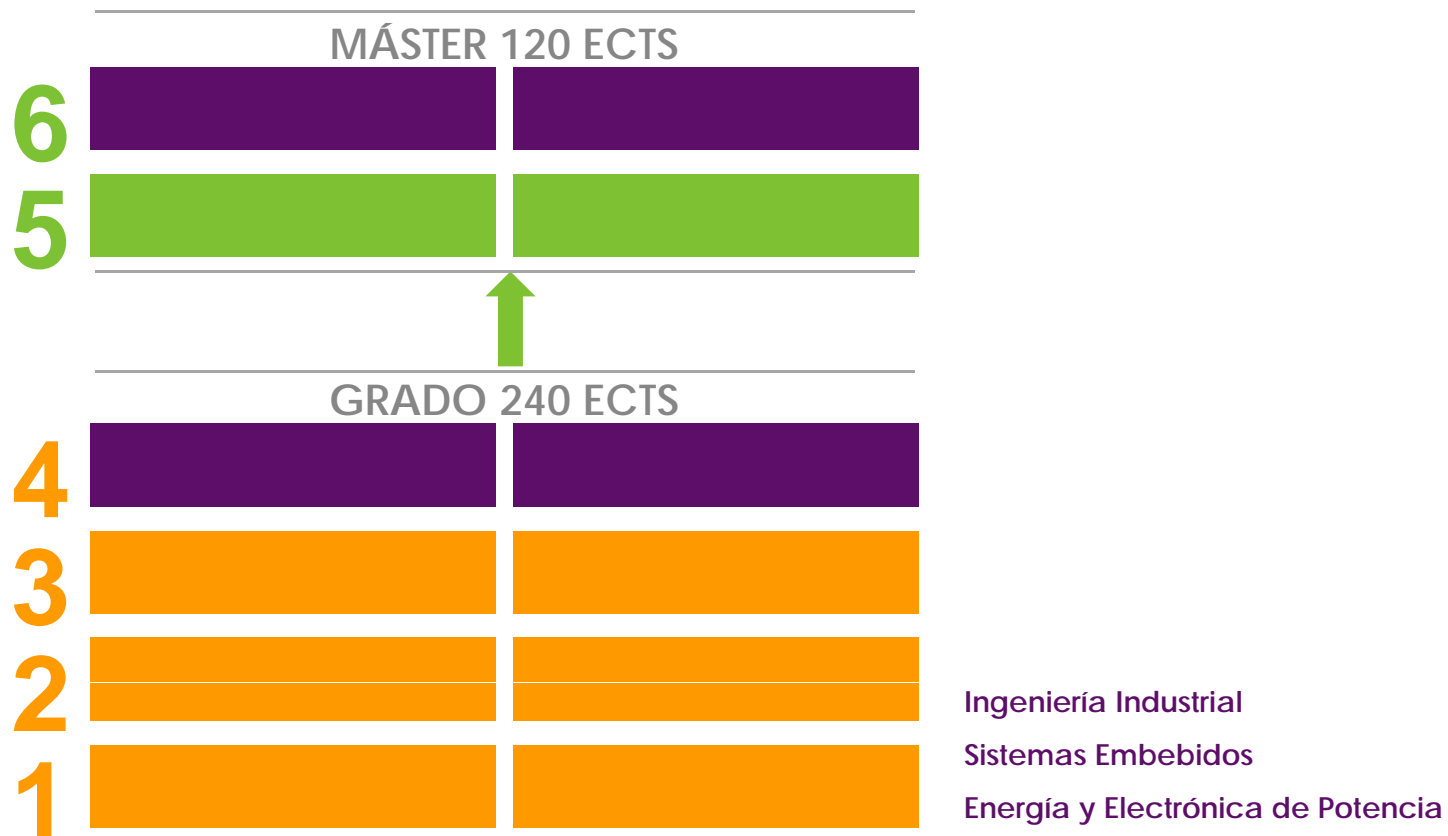 MÁSTER 120 ECTS
6
5
GRADO 240 ECTS
4
3
2
1
Ingeniería Industrial
Sistemas Embebidos
Energía y Electrónica de Potencia